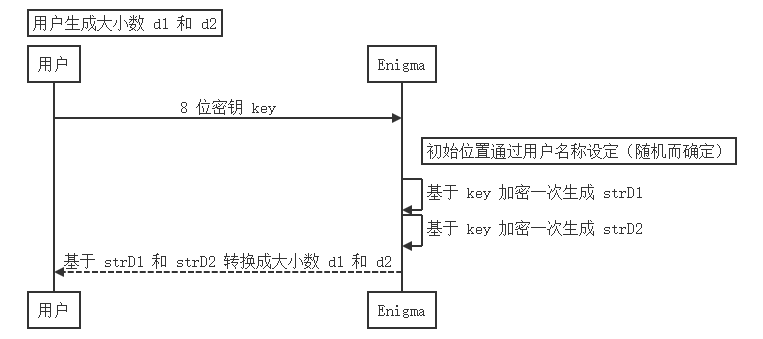 用户生成大小数 d1 和 d2
用户
Enigma
8 位密钥 key
初始位置通过用户名称设定（随机而确定）
基于 key 加密一次生成 strD1
基于 key 加密一次生成 strD2
基于 strD1 和 strD2 转换成大小数 d1 和 d2
用户
Enigma